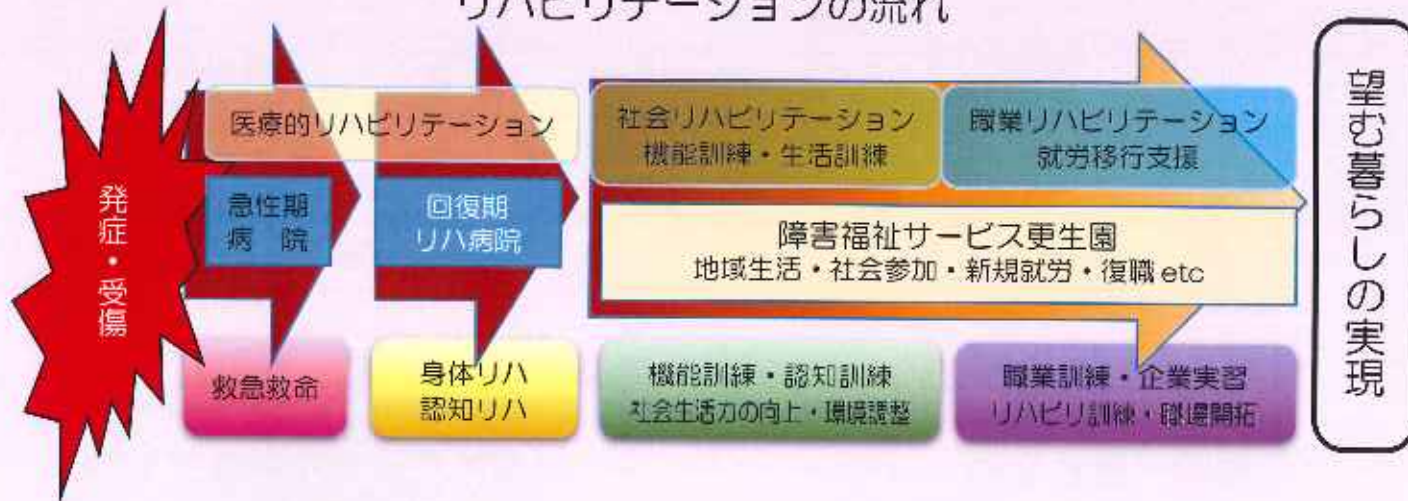 リハビリテーションの流れ
発症・受傷
医療的リハビリテーション
急性期
病院
回復期
リハ病院
救急救命
身体リハ
認知リハ
社会リハビリテーション
機能訓練・生活訓練
職業リハビリテーション
就労移行支援
障害福祉サービス更生園
地域生活・社会参加・新規就労・復職 etc
機能訓練・認知訓練
社会生活力の向上・環境調整
職業訓練・企業実習
リハビリ訓練・職場開拓
望む暮らしの実現